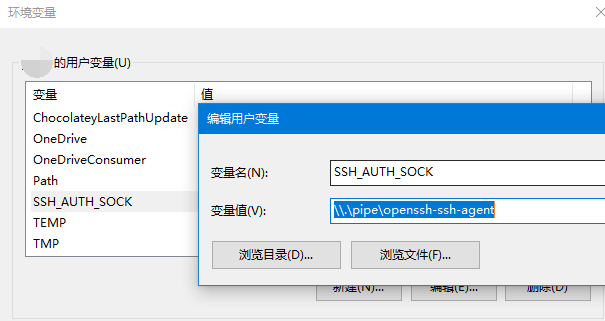 环境变量
的用户变量(U)
变量
值
ChocolateyLastPathUpdate
OneDrive
OneDriveConsumer
Path
SSH_AUTH_SOCK
TEMP
TMP
编辑用户变量
变量名(N):
SSH_AUTH_SOCK
变量值(V):
\\.\pipe\openssh-ssh-agent
浏览目录(D)...
浏览文件(F)...
新建(N)...
编辑(E)...
删除(D)